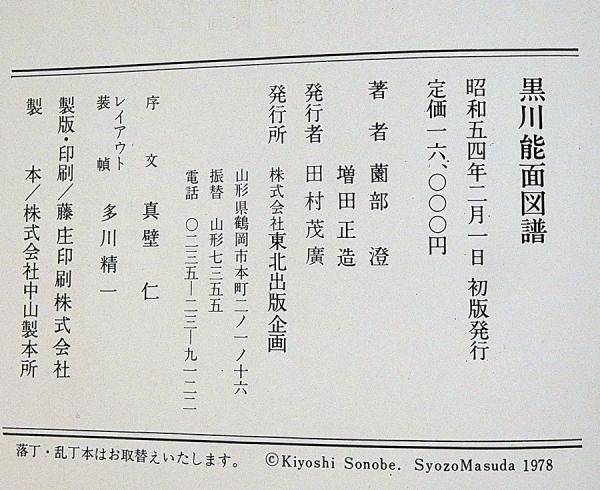 黒川能面図譜
昭和五四年二月一日 初版発行
定価一六、〇〇〇円
著者 薗部 澄
増田正造
発行者 田村茂廣
発行所 株式会社東北出版企画
山形県鶴岡市本町二ノ一ノ十六
振替 山形七三五五
電話 〇二三五―二三―九一二二
序文 真壁 仁
レイアウト
装幀 多川精一
製版・印刷/藤庄印刷株式会社
製本/株式会社中山製本所
落丁・乱丁本はお取替えいたします。 ©Kiyoshi Sonobe. SyozoMasuda 1978